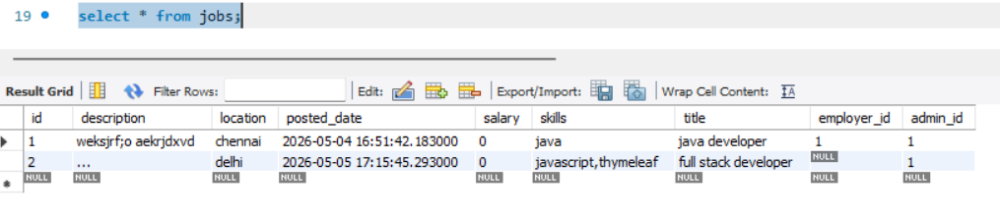 19 select * from jobs;
Result Grid Filter Rows: Edit: Export/Import: Wrap Cell Content:
id description location posted_date salary skills title employer_id admin_id
1 weksjrf;o aekrjdxvd chennai 2026-05-04 16:51:42.183000 0 java java developer 1 1
2 ... delhi 2026-05-05 17:15:45.293000 0 javascript,thymeleaf full stack developer NULL 1
NULL NULL NULL NULL NULL NULL NULL NULL NULL